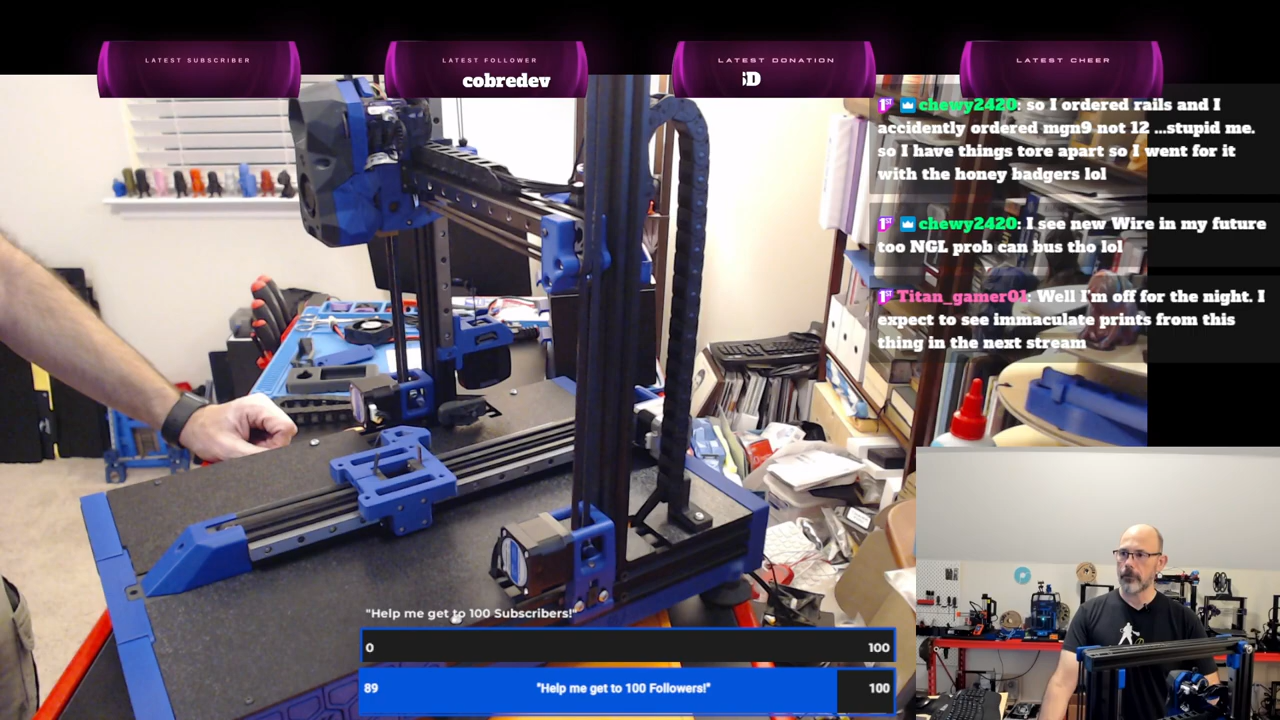 LATEST SUBSCRIBER
LATEST FOLLOWER
cobredev
LATEST DONATION
SD
LATEST CHEER
1ST chewy2420: so I ordered rails and I
accidently ordered mgn9 not 12 ...stupid me.
so I have things tore apart so I went for it
with the honey badgers lol
1ST chewy2420: I see new Wire in my future
too NGL prob can bus tho lol
1ST Titan_gamer01: Well I'm off for the night. I
expect to see immaculate prints from this
thing in the next stream
"Help me get to 100 Subscribers!"
0 100
89 "Help me get to 100 Followers!" 100